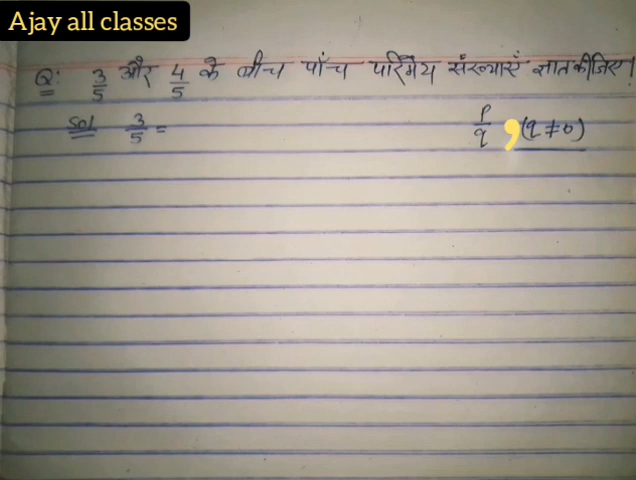 Ajay all classes
Q: 3/5 और 4/5 के बीच पाँच परिमेय संख्याएँ ज्ञात कीजिए।
Sol 3/5 = p/q , (q ≠ 0)